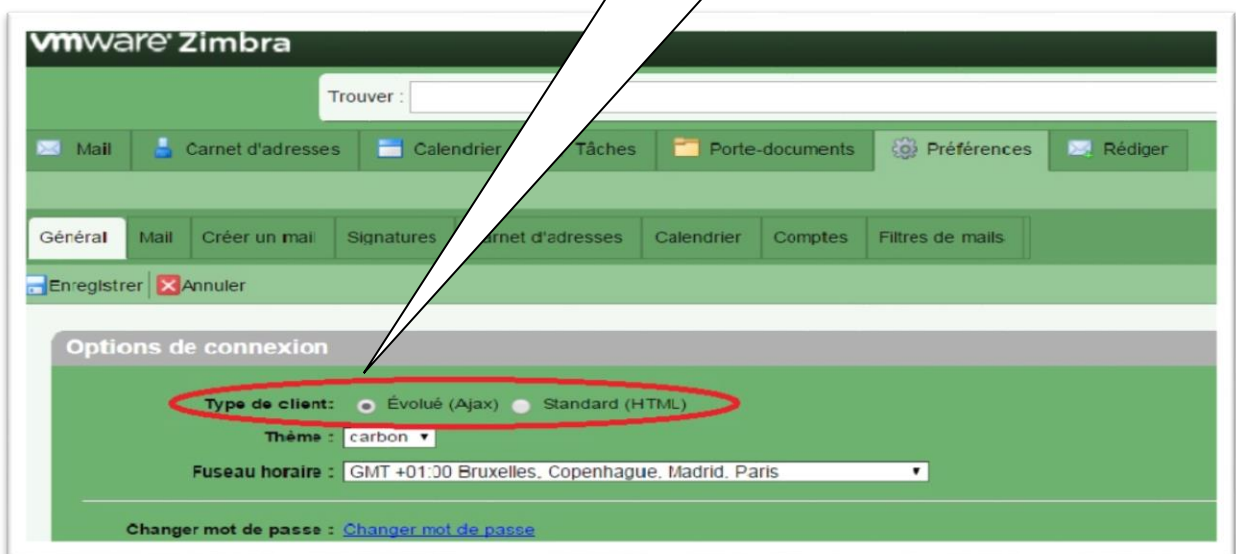 vmware Zimbra
Trouver :
Mail Carnet d'adresses Calendrier Tâches Porte-documents Préférences Rédiger
Général Mail Créer un mail Signatures d'adresses Calendrier Comptes Filtres de mails
Enregistrer Annuler
Options de connexion
Type de client: Évolué (Ajax) Standard (HTML)
Thème : carbon
Fuseau horaire : GMT +01:00 Bruxelles, Copenhague, Madrid, Paris
Changer mot de passe : Changer mot de passe